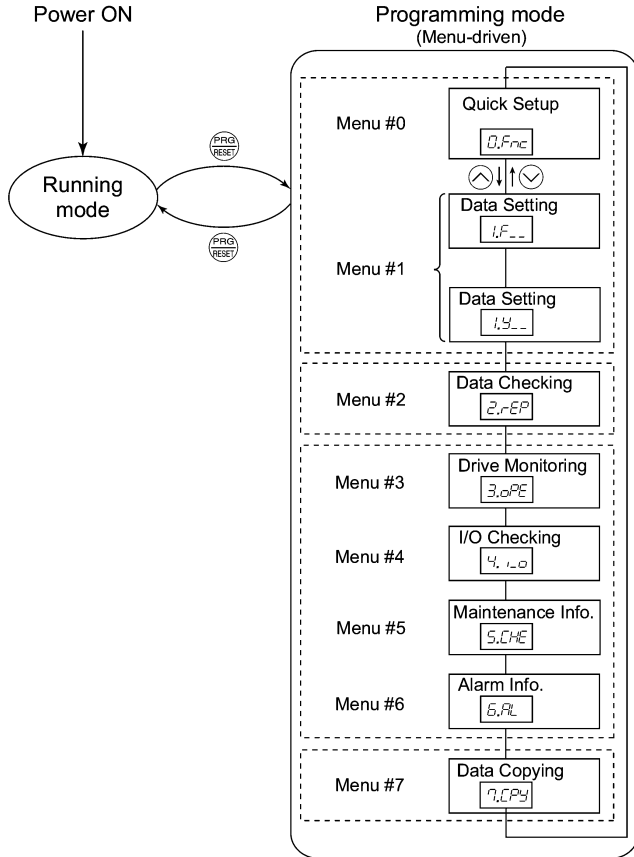 Power ON
Programming mode
(Menu-driven)
Menu #0
Quick Setup
0.Fnc
PRG
RESET
Running
mode
PRG
RESET
Menu #1
Data Setting
1.F__
Data Setting
1.y__
Menu #2
Data Checking
2.rEP
Menu #3
Drive Monitoring
3.oPE
Menu #4
I/O Checking
4.i_o
Menu #5
Maintenance Info.
5.CHE
Menu #6
Alarm Info.
6.AL
Menu #7
Data Copying
7.CPY